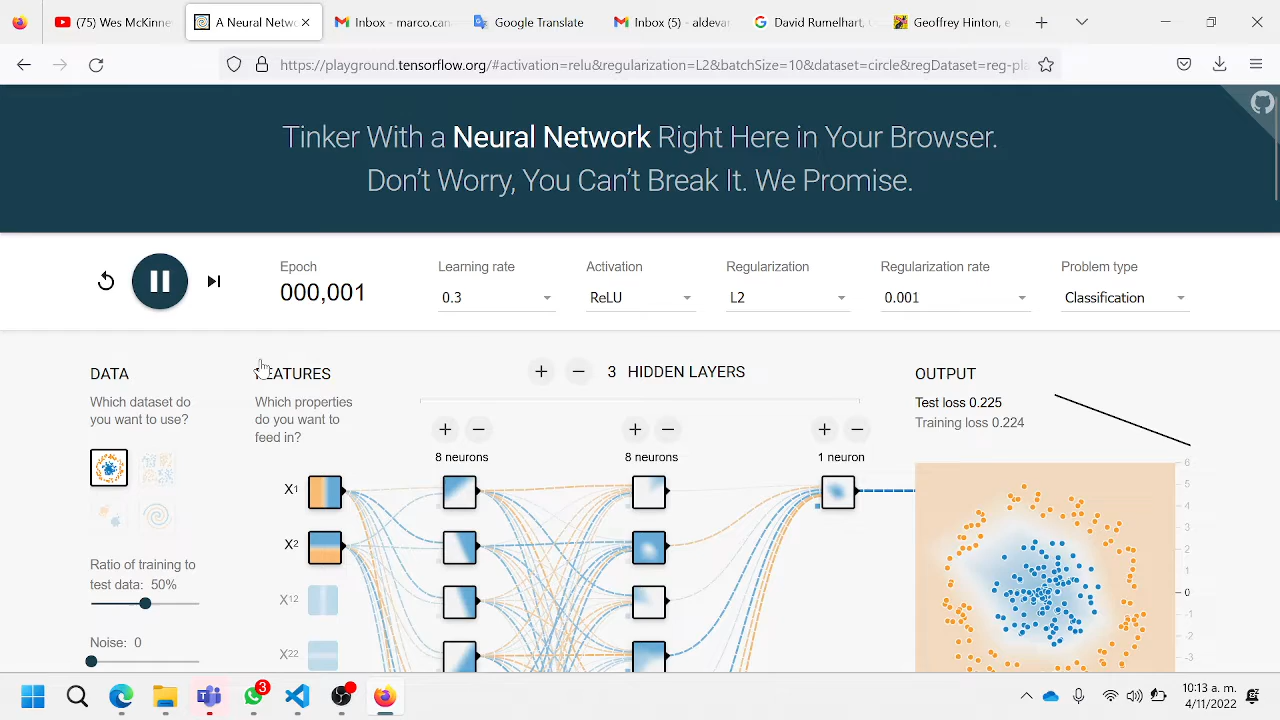 (75) Wes McKinne
A Neural Netwo
Inbox - marco.can
Google Translate
Inbox (5) - aldevo
David Rumelhart,
Geoffrey Hinton, e
https://playground.tensorflow.org/#activation=relu&regularization=L2&batchSize=10&dataset=circle&regDataset=reg-pla
Tinker With a Neural Network Right Here in Your Browser.
Don't Worry, You Can't Break It. We Promise.
Epoch
000,001
Learning rate
0.3
Activation
ReLU
Regularization
L2
Regularization rate
0.001
Problem type
Classification
DATA
Which dataset do
you want to use?
Ratio of training to
test data: 50%
Noise: 0
FEATURES
Which properties
do you want to
feed in?
X1
X2
X12
X22
+ − 3 HIDDEN LAYERS
+ −
8 neurons
+ −
8 neurons
+ −
1 neuron
OUTPUT
Test loss 0.225
Training loss 0.224
6
5
4
3
2
1
0
-1
-2
-3
3
10:13 a. m.
4/11/2022